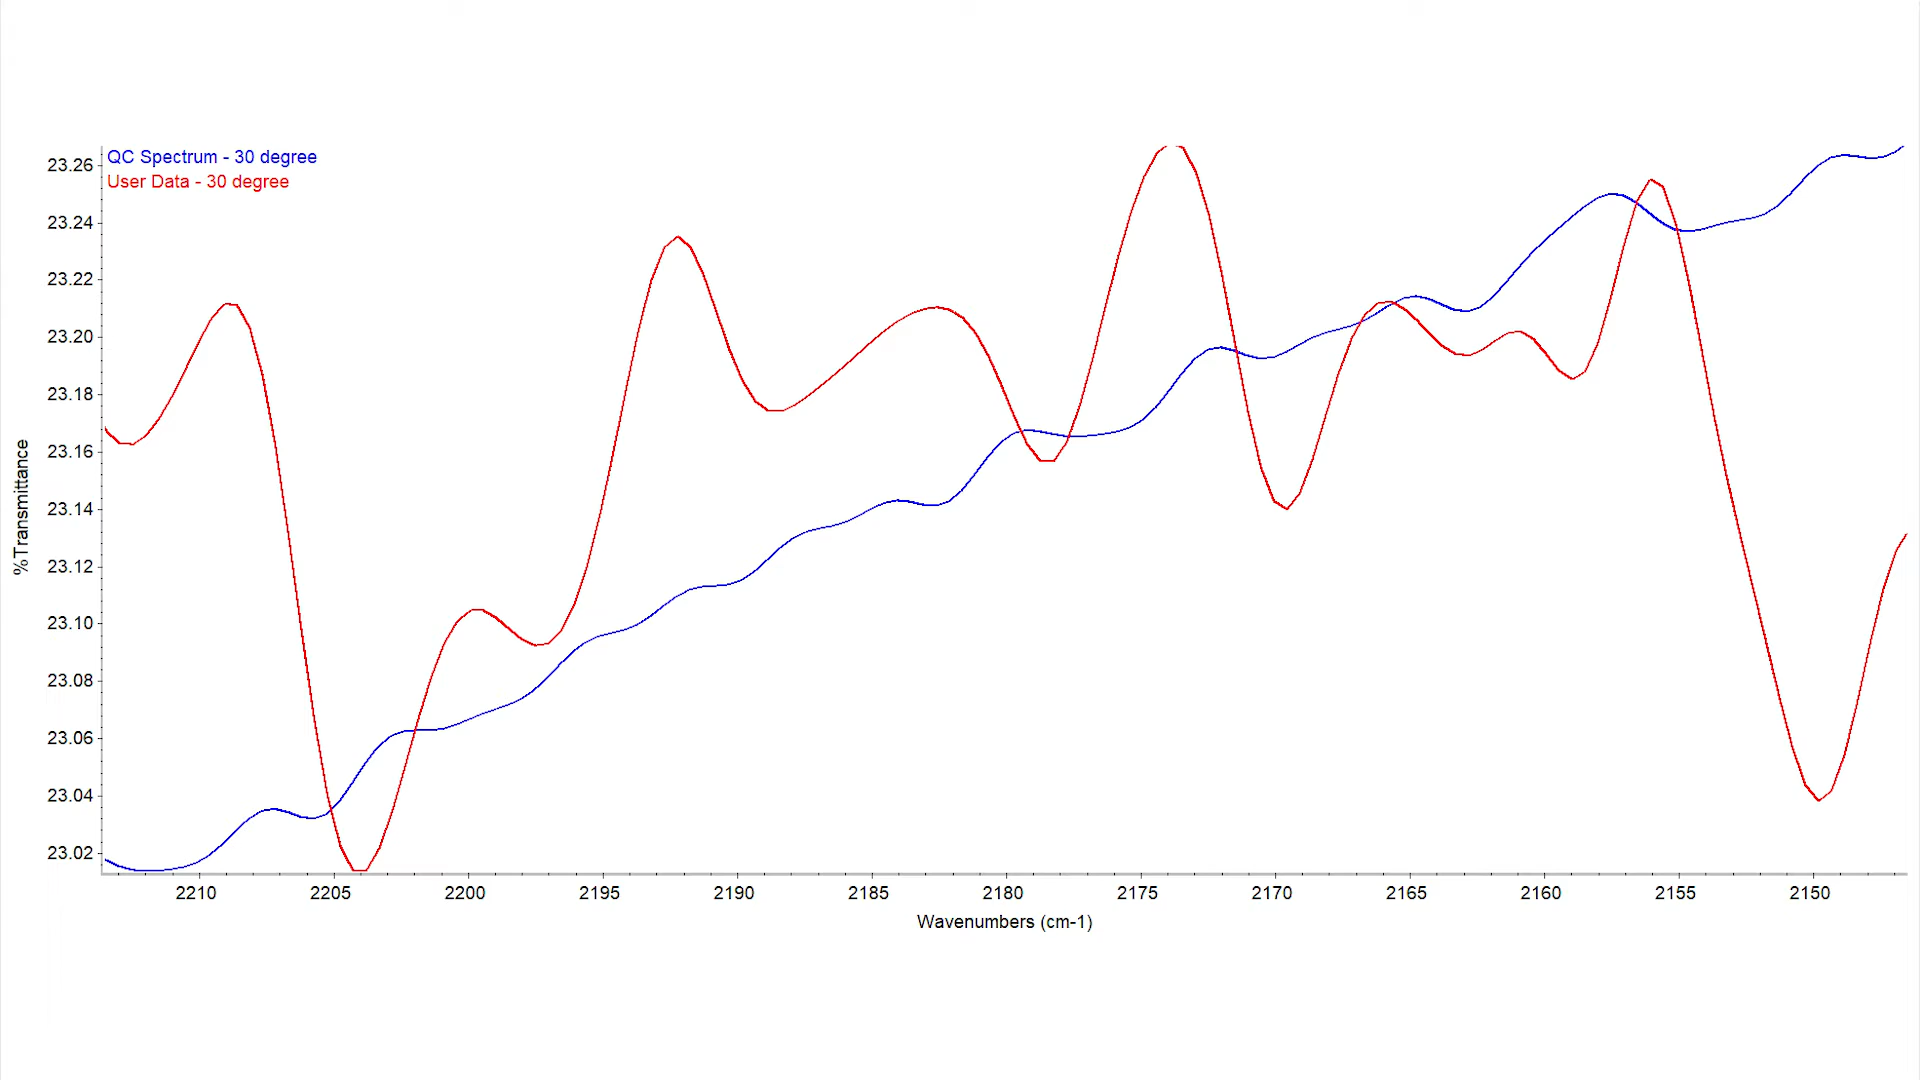 QC Spectrum - 30 degree
User Data - 30 degree
%Transmittance
23.26
23.24
23.22
23.20
23.18
23.16
23.14
23.12
23.10
23.08
23.06
23.04
23.02
2210 2205 2200 2195 2190 2185 2180 2175 2170 2165 2160 2155 2150
Wavenumbers (cm-1)